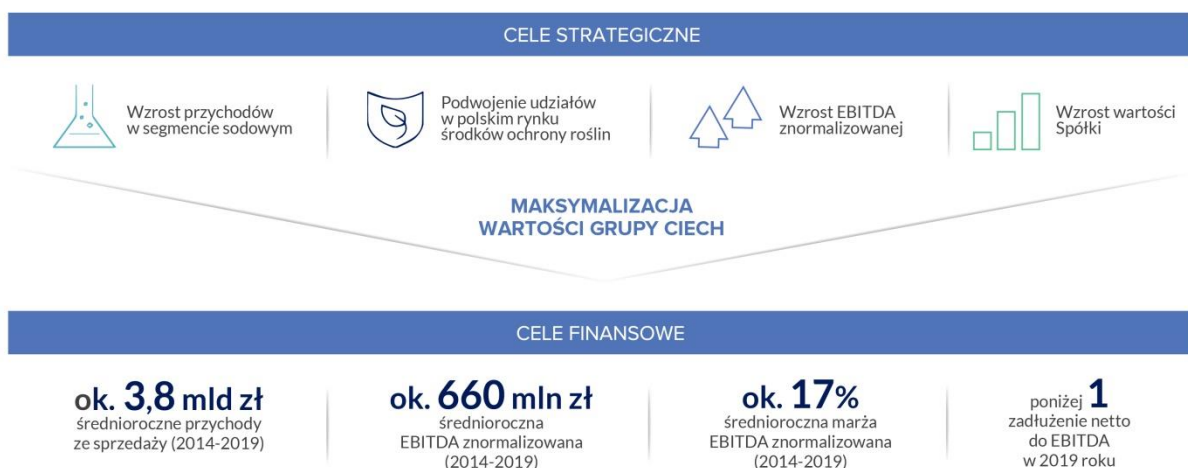 CELE STRATEGICZNE
Wzrost przychodów
w segmencie sodowym
Podwojenie udziałów
w polskim rynku
środków ochrony roślin
Wzrost EBITDA
znormalizowanej
Wzrost wartości
Spółki
MAKSYMALIZACJA
WARTOŚCI GRUPY CIECH
CELE FINANSOWE
ok. 3,8 mld zł
średnioroczne przychody
ze sprzedaży (2014-2019)
ok. 660 mln zł
średnioroczna
EBITDA znormalizowana
(2014-2019)
ok. 17%
średnioroczna marża
EBITDA znormalizowana
(2014-2019)
poniżej 1
zadłużenie netto
do EBITDA
w 2019 roku